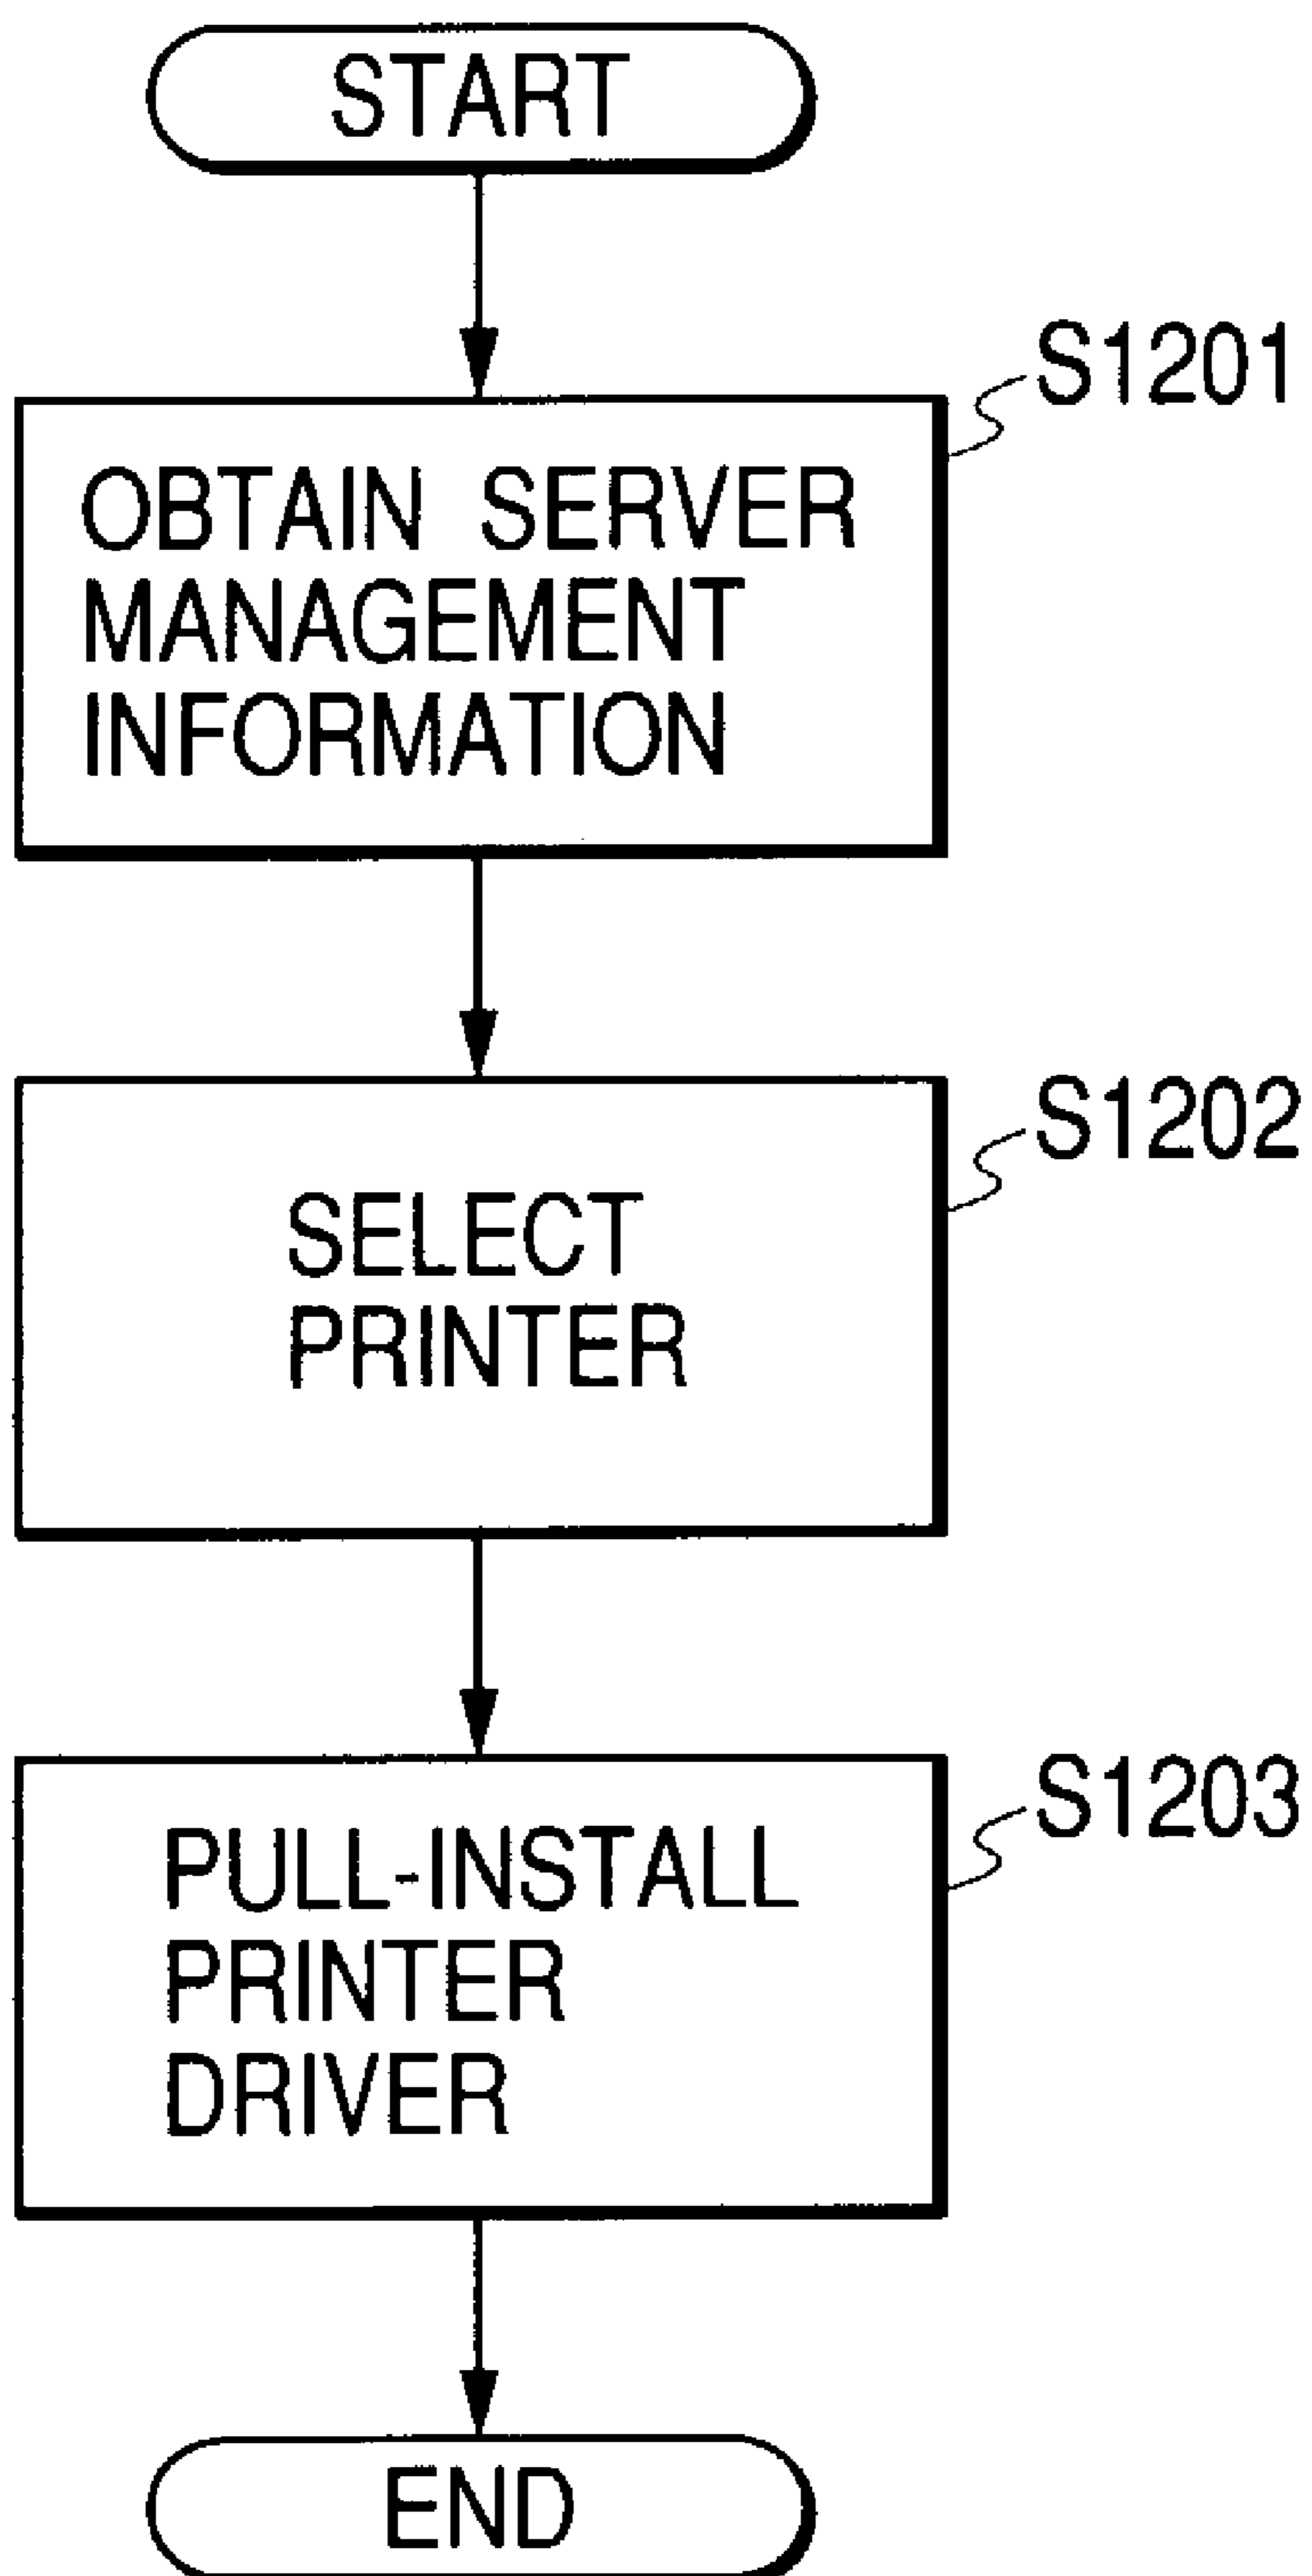 START
S1201
OBTAIN SERVER
MANAGEMENT
INFORMATION
S1202
SELECT
PRINTER
S1203
PULL-INSTALL
PRINTER
DRIVER
END